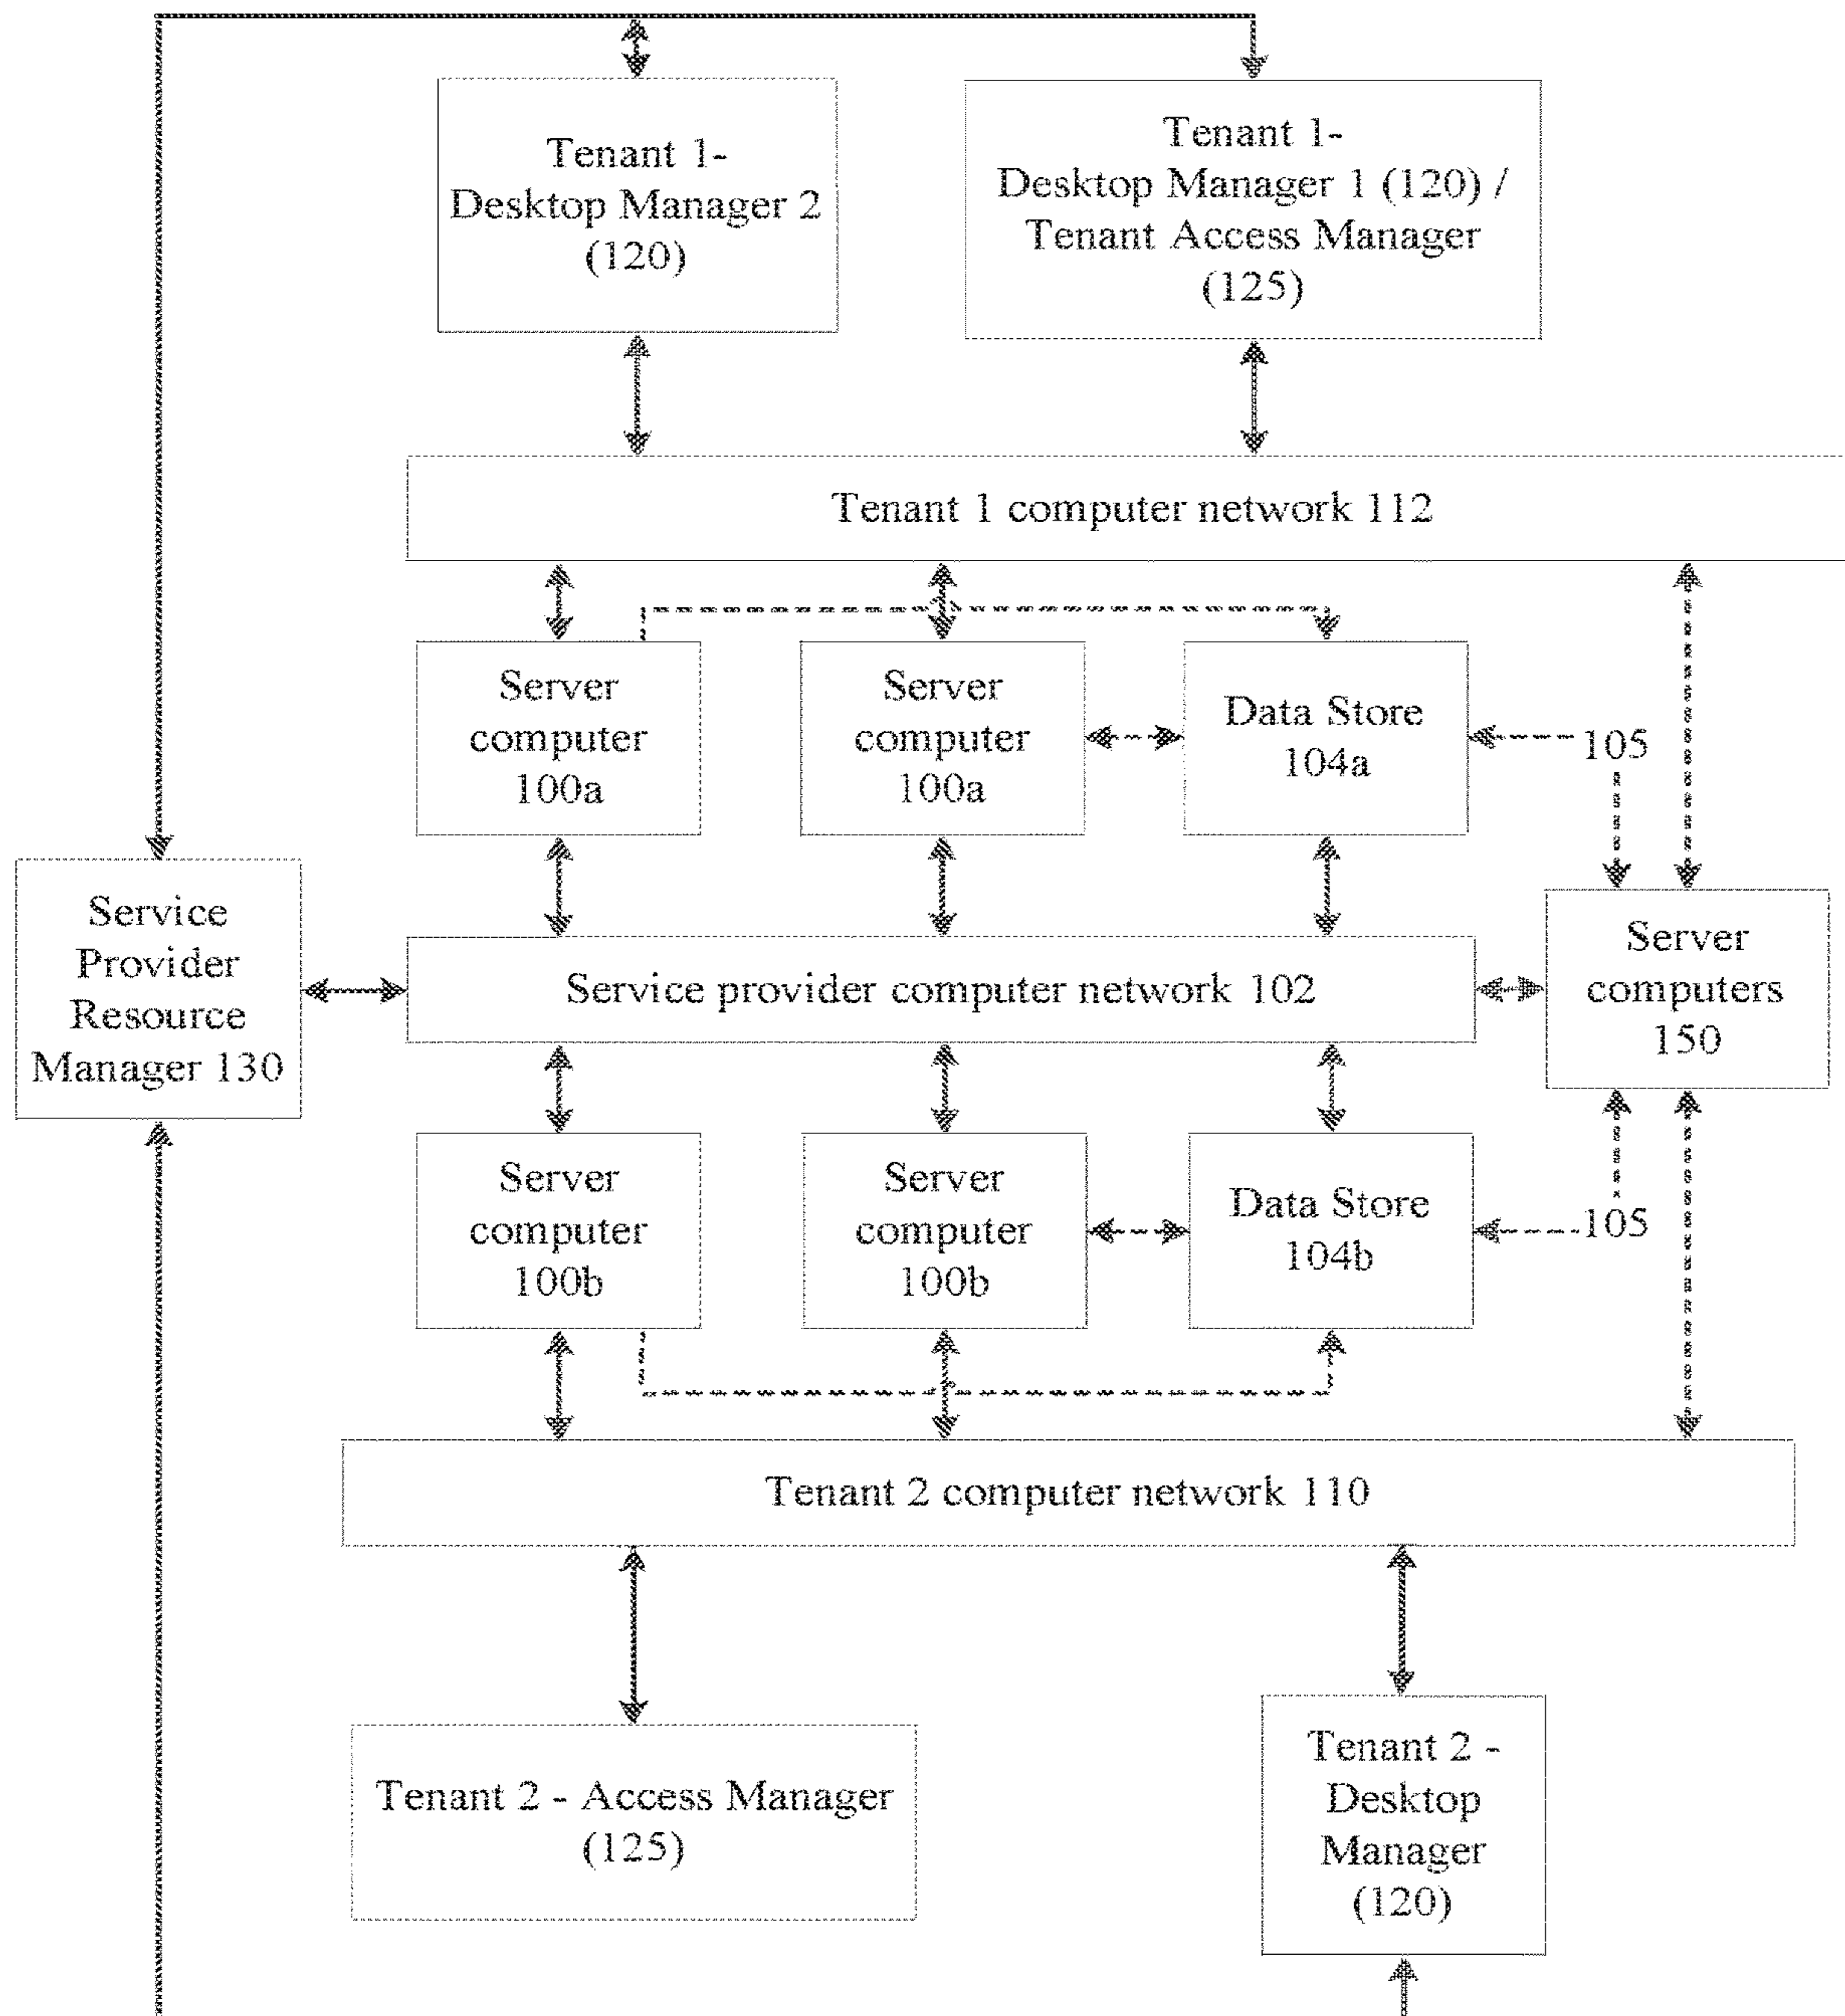 Tenant 1-
Desktop Manager 2
(120)
Tenant 1-
Desktop Manager 1 (120) /
Tenant Access Manager
(125)
Tenant 1 computer network 112
Server
computer
100a
Server
computer
100a
Data Store
104a
105
Service
Provider
Resource
Manager 130
Service provider computer network 102
Server
computers
150
Server
computer
100b
Server
computer
100b
Data Store
104b
105
Tenant 2 computer network 110
Tenant 2 - Access Manager
(125)
Tenant 2 -
Desktop
Manager
(120)